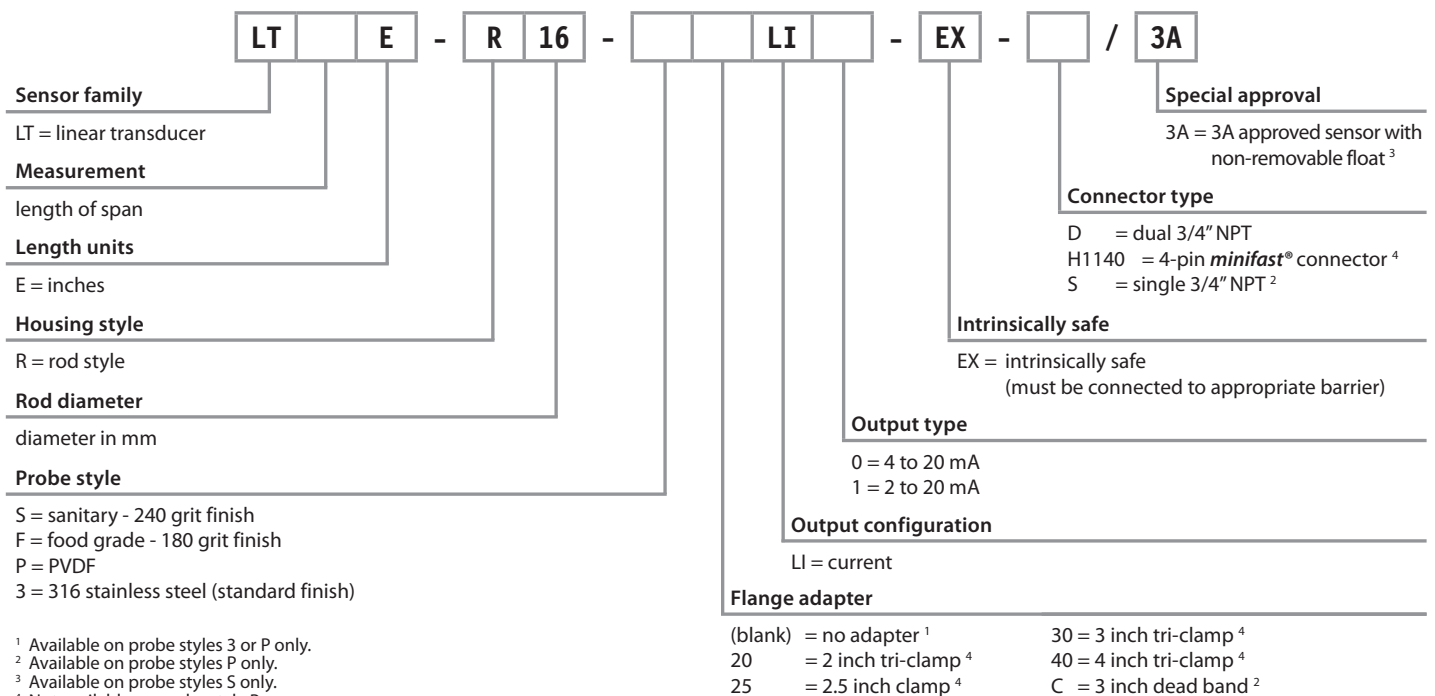 LT E - R 16 - LI - EX - / 3A
Sensor family
LT = linear transducer
Measurement
length of span
Length units
E = inches
Housing style
R = rod style
Rod diameter
diameter in mm
Probe style
S = sanitary - 240 grit finish
F = food grade - 180 grit finish
P = PVDF
3 = 316 stainless steel (standard finish)
1 Available on probe styles 3 or P only.
2 Available on probe styles P only.
3 Available on probe styles S only.
Special approval
3A = 3A approved sensor with
non-removable float 3
Connector type
D = dual 3/4" NPT
H1140 = 4-pin minifast® connector 4
S = single 3/4" NPT 2
Intrinsically safe
EX = intrinsically safe
(must be connected to appropriate barrier)
Output type
0 = 4 to 20 mA
1 = 2 to 20 mA
Output configuration
LI = current
Flange adapter
(blank) = no adapter 1
20 = 2 inch tri-clamp 4
25 = 2.5 inch clamp 4
30 = 3 inch tri-clamp 4
40 = 4 inch tri-clamp 4
C = 3 inch dead band 2